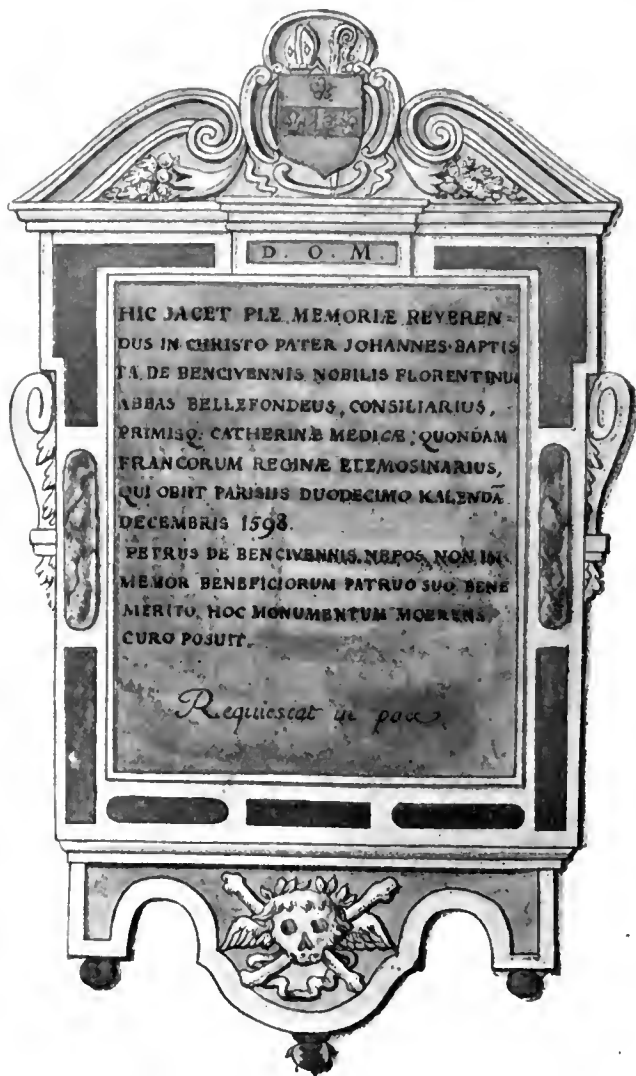 D. O. M.
HIC JACET PIÆ MEMORIÆ REVEREN-
DUS IN CHRISTO PATER JOHANNES-BAPTIS
TA DE BENCIVENNIS NOBILIS FLORENTINU
ABBAS BELLEFONDEUS, CONSILIARIUS,
PRIMISQ; CATHERINÆ MEDICÆ; QUONDAM
FRANCORUM REGINÆ ELEMOSINARIUS,
QUI OBIIT PARISIIS DUODECIMO KALENDĀ
DECEMBRIS 1598.
PETRUS DE BENCIVENNIS NEPOS NON IM-
MEMOR BENEFICIORUM PATRUO SUO BENE
MERITO, HOC MONUMENTUM MOERENS,
CURO POSUIT.
Requiescat in pace,